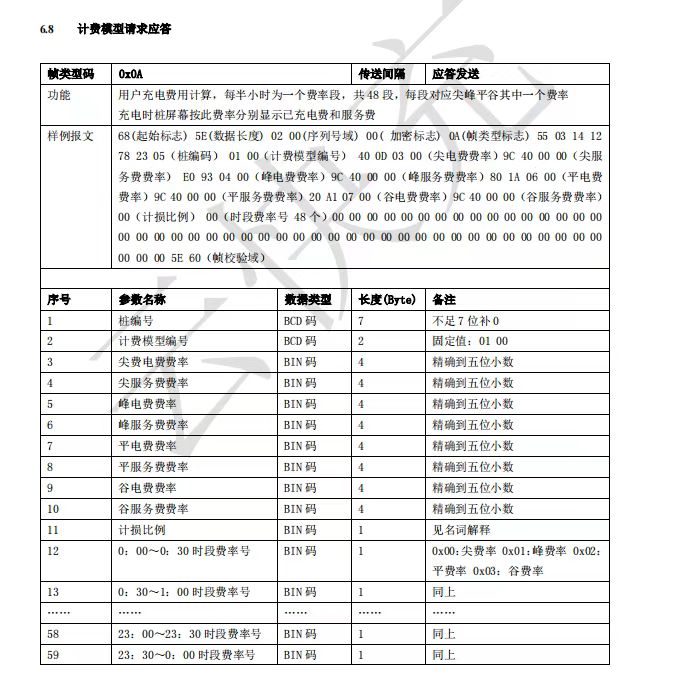 6.8 计费模型请求应答
帧类型码 0x0A 传送间隔 应答发送
功能 用户充电费用计算，每半小时为一个费率段，共 48 段，每段对应尖峰平谷其中一个费率
充电时桩屏幕按此费率分别显示已充电费和服务费
样例报文 68(起始标志) 5E(数据长度) 02 00(序列号域) 00( 加密标志) 0A(帧类型标志) 55 03 14 12
78 23 05（桩编码） 01 00（计费模型编号） 40 0D 03 00（尖电费费率）9C 40 00 00（尖服
务费费率） E0 93 04 00（峰电费费率）9C 40 00 00（峰服务费费率）80 1A 06 00（平电费
费率）9C 40 00 00（平服务费费率）20 A1 07 00（谷电费费率）9C 40 00 00（谷服务费费率）
00（计损比例） 00（时段费率号 48 个）00 00 00 00 00 00 00 00 00 00 00 00 00 00 00 00
00 00 00 00 00 00 00 00 00 00 00 00 00 00 00 00 00 00 00 00 00 00 00 00 00 00 00 00
00 00 00 5E 60（帧校验域）
序号 参数名称 数据类型 长度(Byte) 备注
1 桩编号 BCD 码 7 不足 7 位补 0
2 计费模型编号 BCD 码 2 固定值：01 00
3 尖费电费费率 BIN 码 4 精确到五位小数
4 尖服务费费率 BIN 码 4 精确到五位小数
5 峰电费费率 BIN 码 4 精确到五位小数
6 峰服务费费率 BIN 码 4 精确到五位小数
7 平电费费率 BIN 码 4 精确到五位小数
8 平服务费费率 BIN 码 4 精确到五位小数
9 谷电费费率 BIN 码 4 精确到五位小数
10 谷服务费费率 BIN 码 4 精确到五位小数
11 计损比例 BIN 码 1 见名词解释
12 0：00～0：30 时段费率号 BIN 码 1 0x00：尖费率 0x01：峰费率 0x02：
平费率 0x03：谷费率
13 0：30～1：00 时段费率号 BIN 码 1 同上
…… …… …… …… ……
58 23：00～23：30 时段费率号 BIN 码 1 同上
59 23：30～0：00 时段费率号 BIN 码 1 同上
云快充